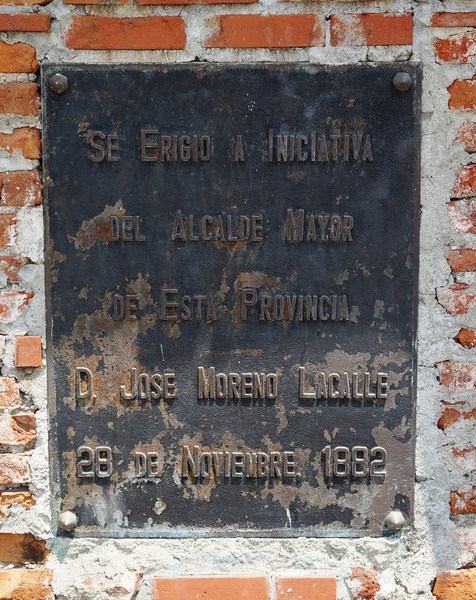 Se Erigio a Iniciativa
del Alcalde Mayor
de Esta Provincia
D. Jose Moreno Lacalle
28 de Noviembre, 1882